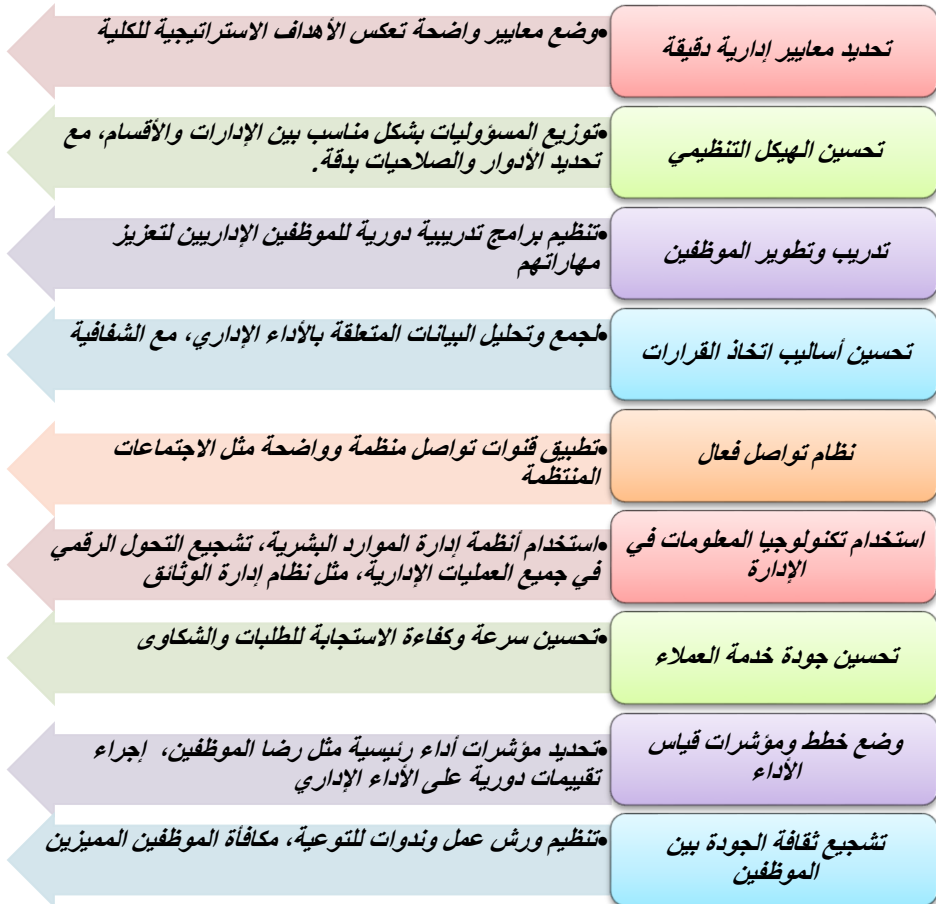 تحديد معايير إدارية دقيقة
•وضع معايير واضحة تعكس الأهداف الاستراتيجية للكلية
تحسين الهيكل التنظيمي
•توزيع المسؤوليات بشكل مناسب بين الإدارات والأقسام، مع
تحديد الأدوار والصلاحيات بدقة.
تدريب وتطوير الموظفين
•تنظيم برامج تدريبية دورية للموظفين الإداريين لتعزيز
مهاراتهم
تحسين أساليب اتخاذ القرارات
•لجمع وتحليل البيانات المتعلقة بالأداء الإداري، مع الشفافية
نظام تواصل فعال
•تطبيق قنوات تواصل منظمة وواضحة مثل الاجتماعات
المنتظمة
استخدام تكنولوجيا المعلومات في
الإدارة
•استخدام أنظمة إدارة الموارد البشرية، تشجيع التحول الرقمي
في جميع العمليات الإدارية، مثل نظام إدارة الوثائق
تحسين جودة خدمة العملاء
•تحسين سرعة وكفاءة الاستجابة للطلبات والشكاوى
وضع خطط ومؤشرات قياس
الأداء
•تحديد مؤشرات أداء رئيسية مثل رضا الموظفين، إجراء
تقييمات دورية على الأداء الإداري
تشجيع ثقافة الجودة بين
الموظفين
•تنظيم ورش عمل وندوات للتوعية، مكافأة الموظفين المميزين